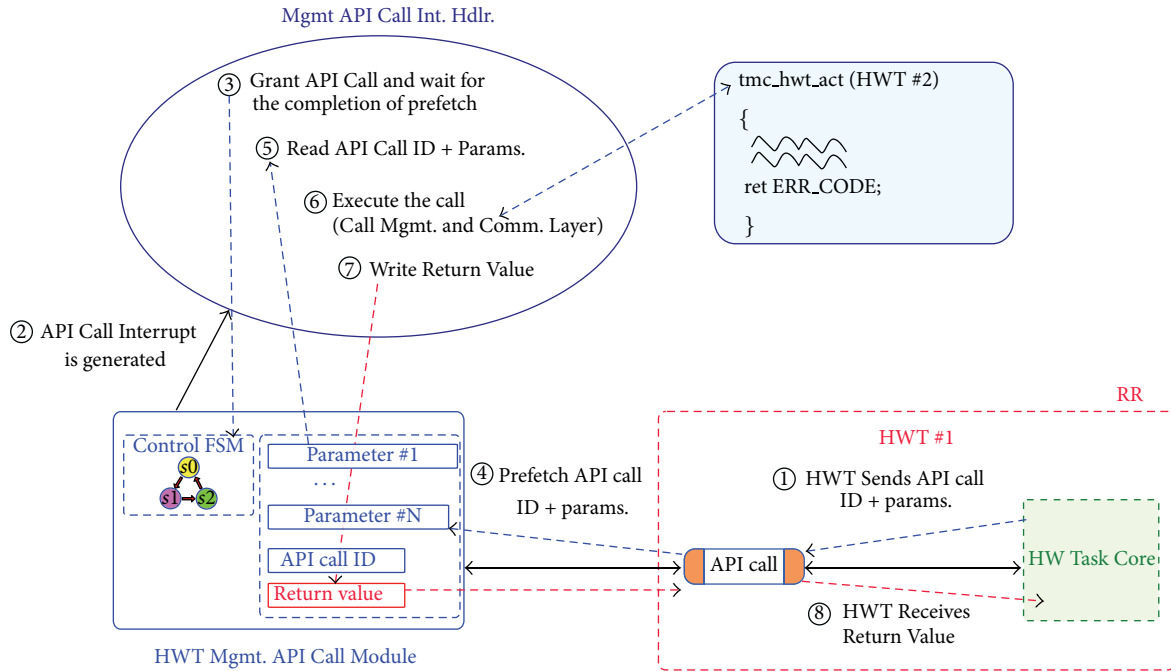 Mgmt API Call Int. Hdlr.
③ Grant API Call and wait for
the completion of prefetch
⑤ Read API Call ID + Params.
⑥ Execute the call
(Call Mgmt. and Comm. Layer)
⑦ Write Return Value
tmc_hwt_act (HWT #2)
{
ret ERR_CODE;
}
② API Call Interrupt
is generated
Control FSM
s0
s1
s2
Parameter #1
...
Parameter #N
API call ID
Return value
HWT Mgmt. API Call Module
④ Prefetch API call
ID + params.
RR
HWT #1
① HWT Sends API call
ID + params.
API call
HW Task Core
⑧ HWT Receives
Return Value